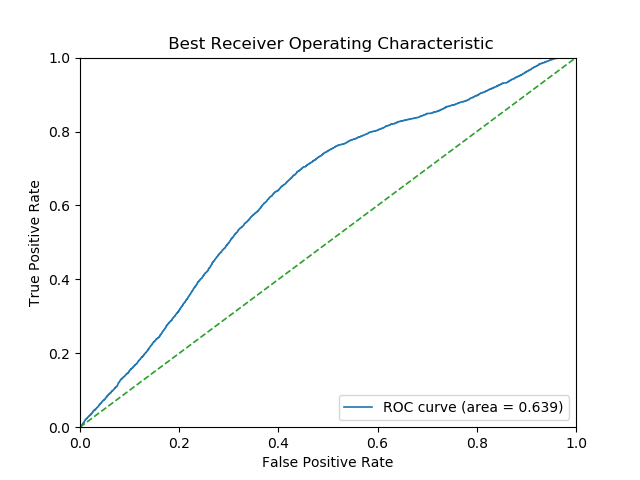 Best Receiver Operating Characteristic
1.0
0.8
0.6
0.4
0.2
0.0
True Positive Rate
ROC curve (area = 0.639)
0.0 0.2 0.4 0.6 0.8 1.0
False Positive Rate